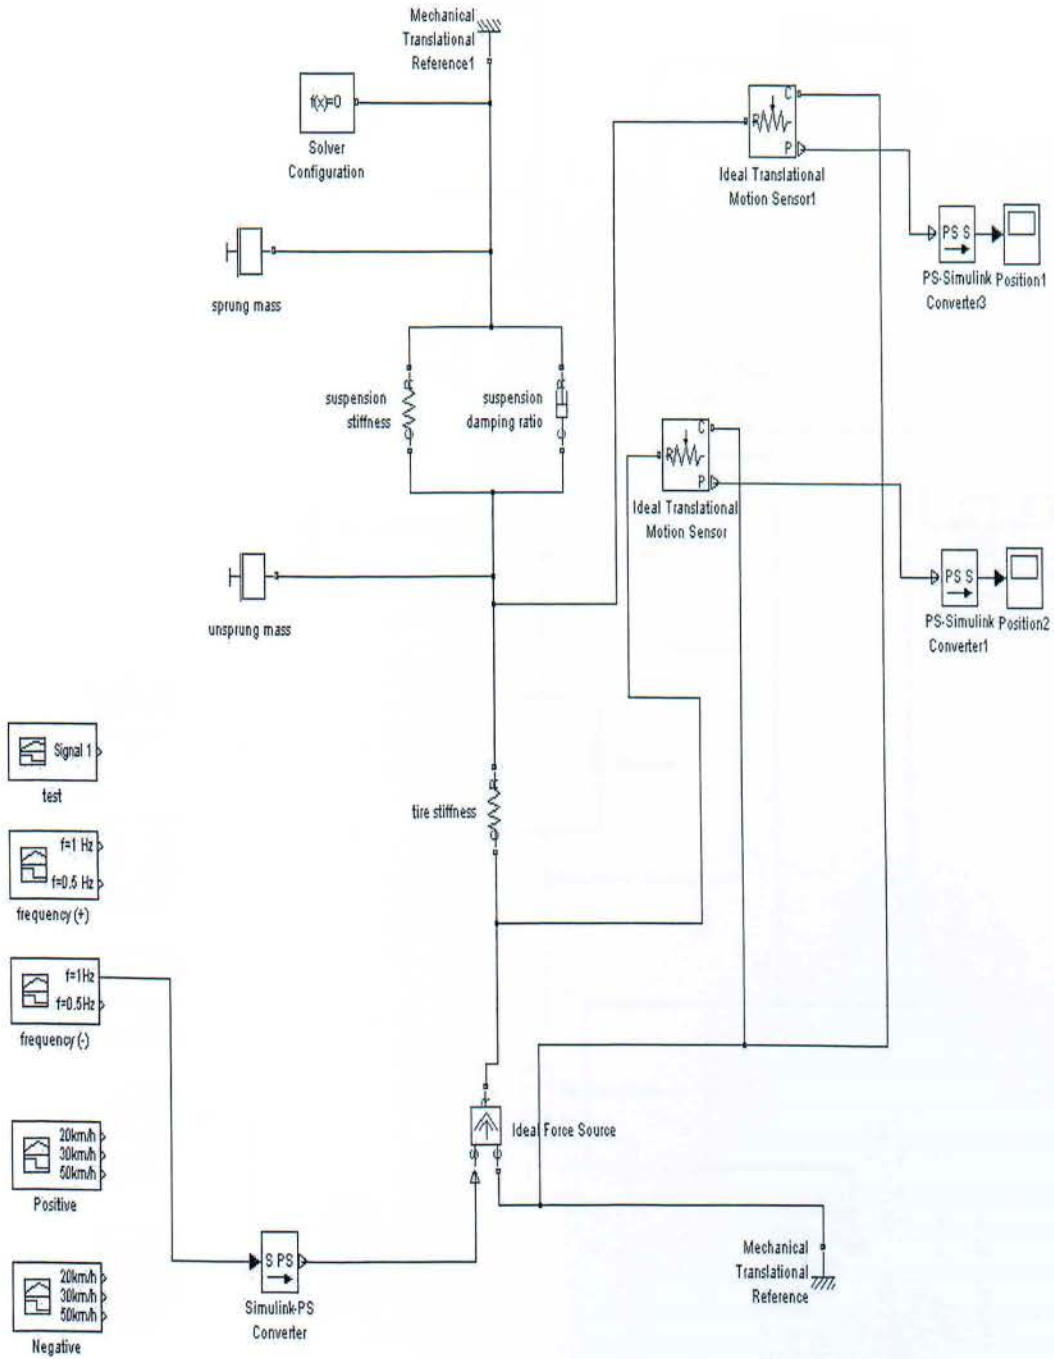 Mechanical
Translational
Reference1
f(x)=0
Solver
Configuration
C
R
P
Ideal Translational
Motion Sensor1
PS S
PS-Simulink
Converter3
Position1
sprung mass
R
C
suspension
stiffness
R
C
suspension
damping ratio
C
R
P
Ideal Translational
Motion Sensor
PS S
PS-Simulink
Converter1
Position2
unsprung mass
Signal 1
test
R
C
tire stiffness
f=1 Hz
f=0.5 Hz
frequency (+)
f=1Hz
f=0.5Hz
frequency (-)
R
S
C
Ideal Force Source
20km/h
30km/h
50km/h
Positive
S PS
Simulink-PS
Converter
Mechanical
Translational
Reference
20km/h
30km/h
50km/h
Negative